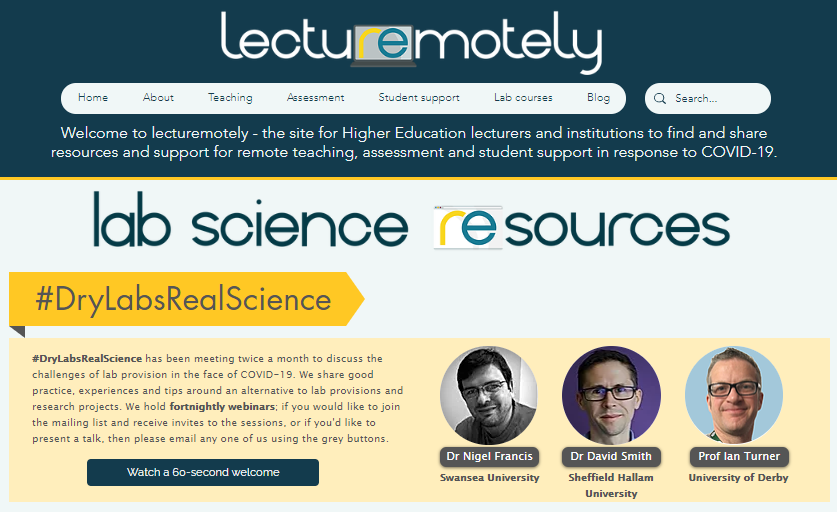 lecturemotely
Home About Teaching Assessment Student support Lab courses Blog Search...
Welcome to lecturemotely - the site for Higher Education lecturers and institutions to find and share
resources and support for remote teaching, assessment and student support in response to COVID-19.
lab science resources
#DryLabsRealScience
#DryLabsRealScience has been meeting twice a month to discuss the
challenges of lab provision in the face of COVID-19. We share good
practice, experiences and tips around an alternative to lab provisions and
research projects. We hold fortnightly webinars; if you would like to join
the mailing list and receive invites to the sessions, or if you'd like to
present a talk, then please email any one of us using the grey buttons.
Watch a 60-second welcome
Dr Nigel Francis
Swansea University
Dr David Smith
Sheffield Hallam
University
Prof Ian Turner
University of Derby